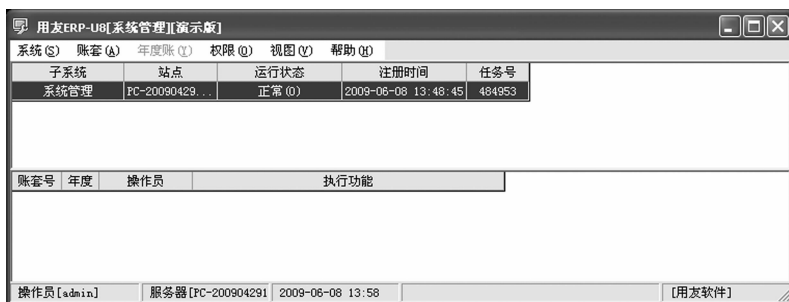 用友ERP-U8[系统管理][演示版]
系统(S) 账套(A) 年度账(Y) 权限(O) 视图(V) 帮助(H)
子系统 站点 运行状态 注册时间 任务号
系统管理 PC-20090429... 正常(0) 2009-06-08 13:48:45 484953
账套号 年度 操作员 执行功能
操作员[admin] 服务器[PC-200904291 2009-06-08 13:58 [用友软件]